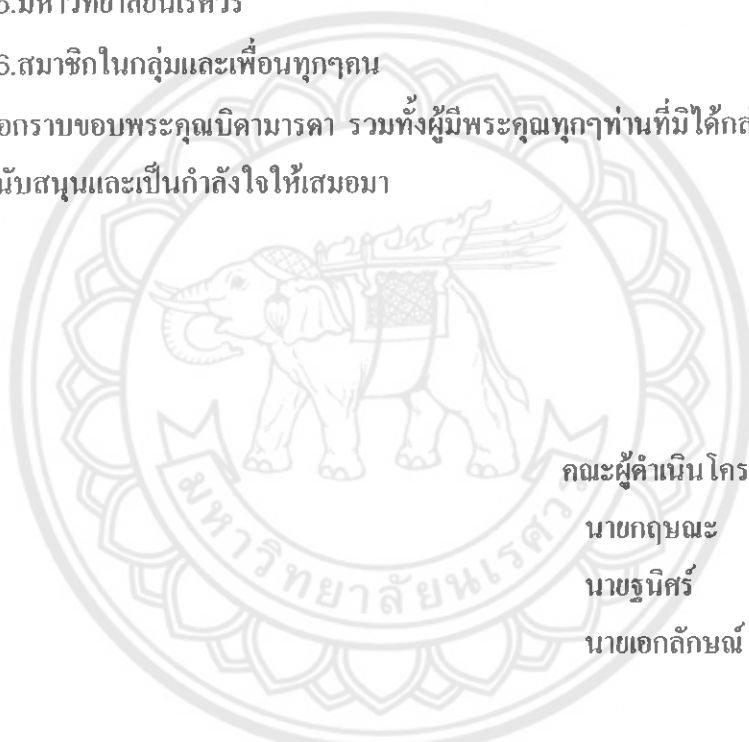 5.มหาวิทยาลัยนเรศวร
6.สมาชิกในกลุ่มและเพื่อนทุกๆคน
อกราบขอบพระคุณบิดามารดา รวมทั้งผู้มีพระคุณทุกๆท่านที่มิได้กล
นับสนุนและเป็นกำลังใจให้เสมอมา
คณะผู้ดำเนินโคร
นายกฤษณะ
นายฐนิศร์
นายเอกลักษณ์
มหาวิทยาลัยนเรศวร